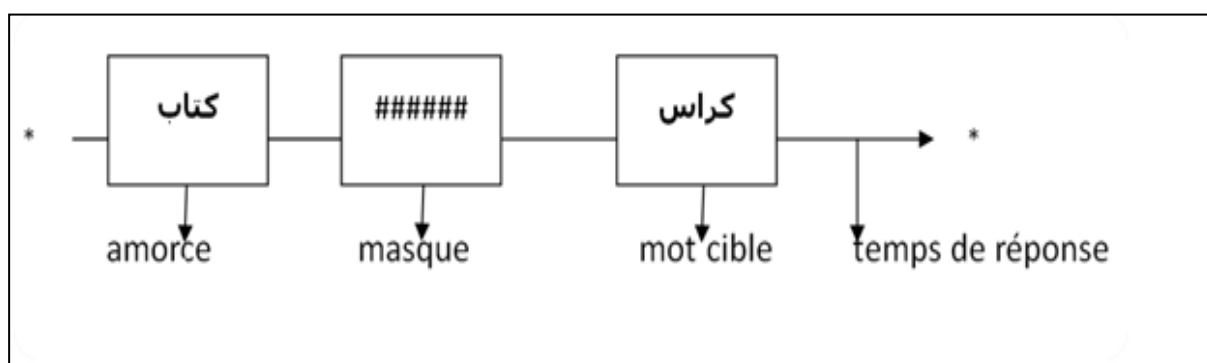 * كتاب ###### كراس *
amorce masque mot cible temps de réponse